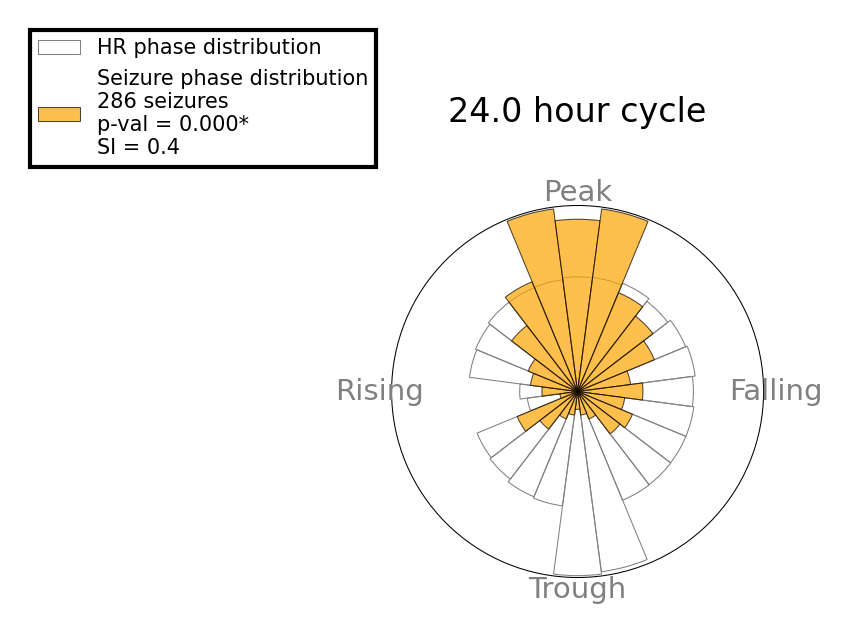 HR phase distribution
Seizure phase distribution
286 seizures
p-val = 0.000*
SI = 0.4
24.0 hour cycle
Peak
Rising
Falling
Trough